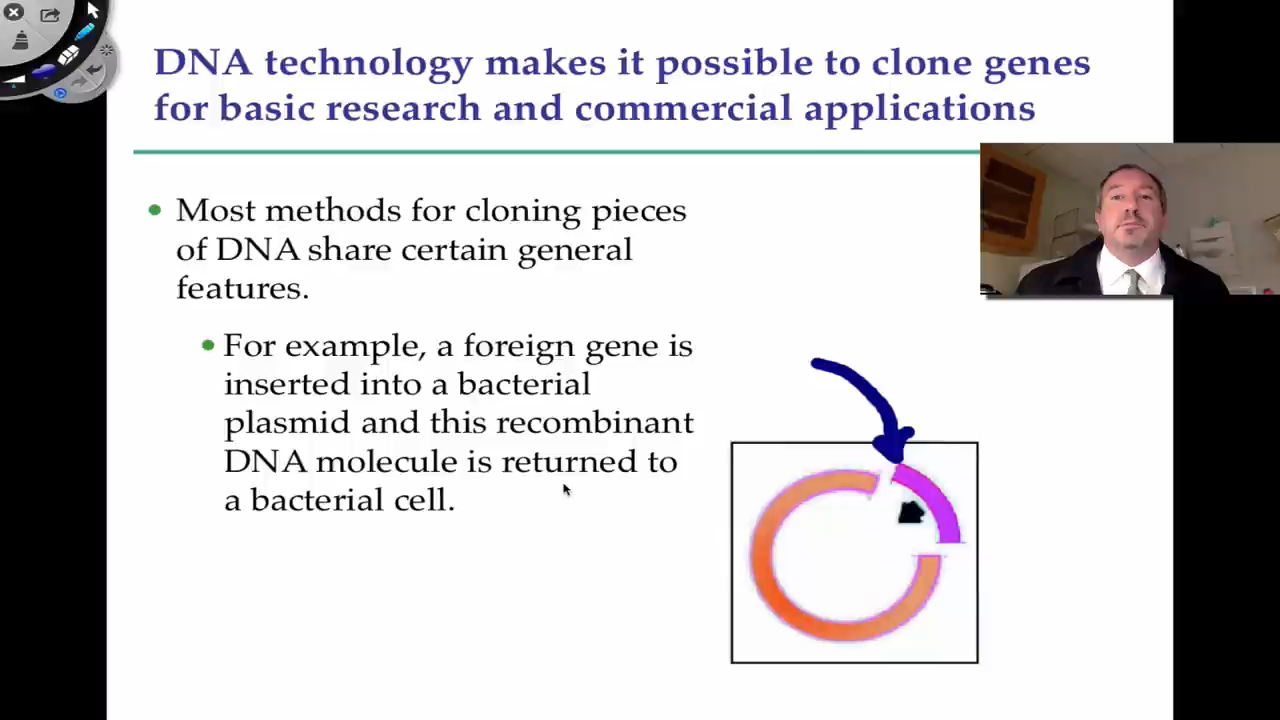 DNA technology makes it possible to clone genes
for basic research and commercial applications
Most methods for cloning pieces
of DNA share certain general
features.
For example, a foreign gene is
inserted into a bacterial
plasmid and this recombinant
DNA molecule is returned to
a bacterial cell.